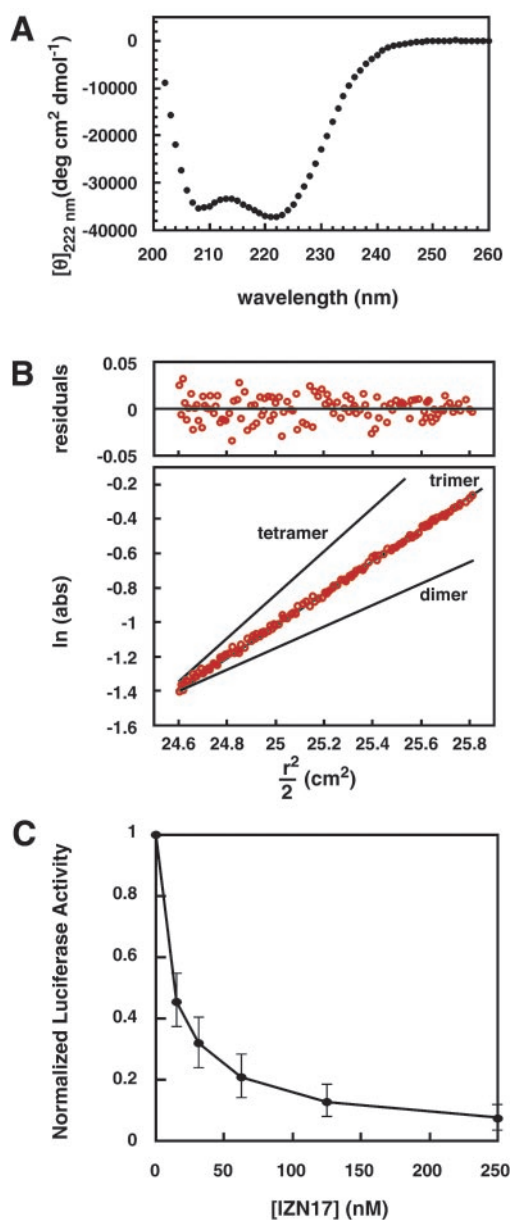 A
[θ]222 nm(deg cm2 dmol-1)
0
-10000
-20000
-30000
-40000
200 210 220 230 240 250 260
wavelength (nm)
B
residuals
0.05
0
-0.05
ln (abs)
-0.2
-0.4
-0.6
-0.8
-1
-1.2
-1.4
-1.6
tetramer
trimer
dimer
24.6 24.8 25 25.2 25.4 25.6 25.8
r2/2 (cm2)
C
Normalized Luciferase Activity
1
0.8
0.6
0.4
0.2
0
0 50 100 150 200 250
[IZN17] (nM)